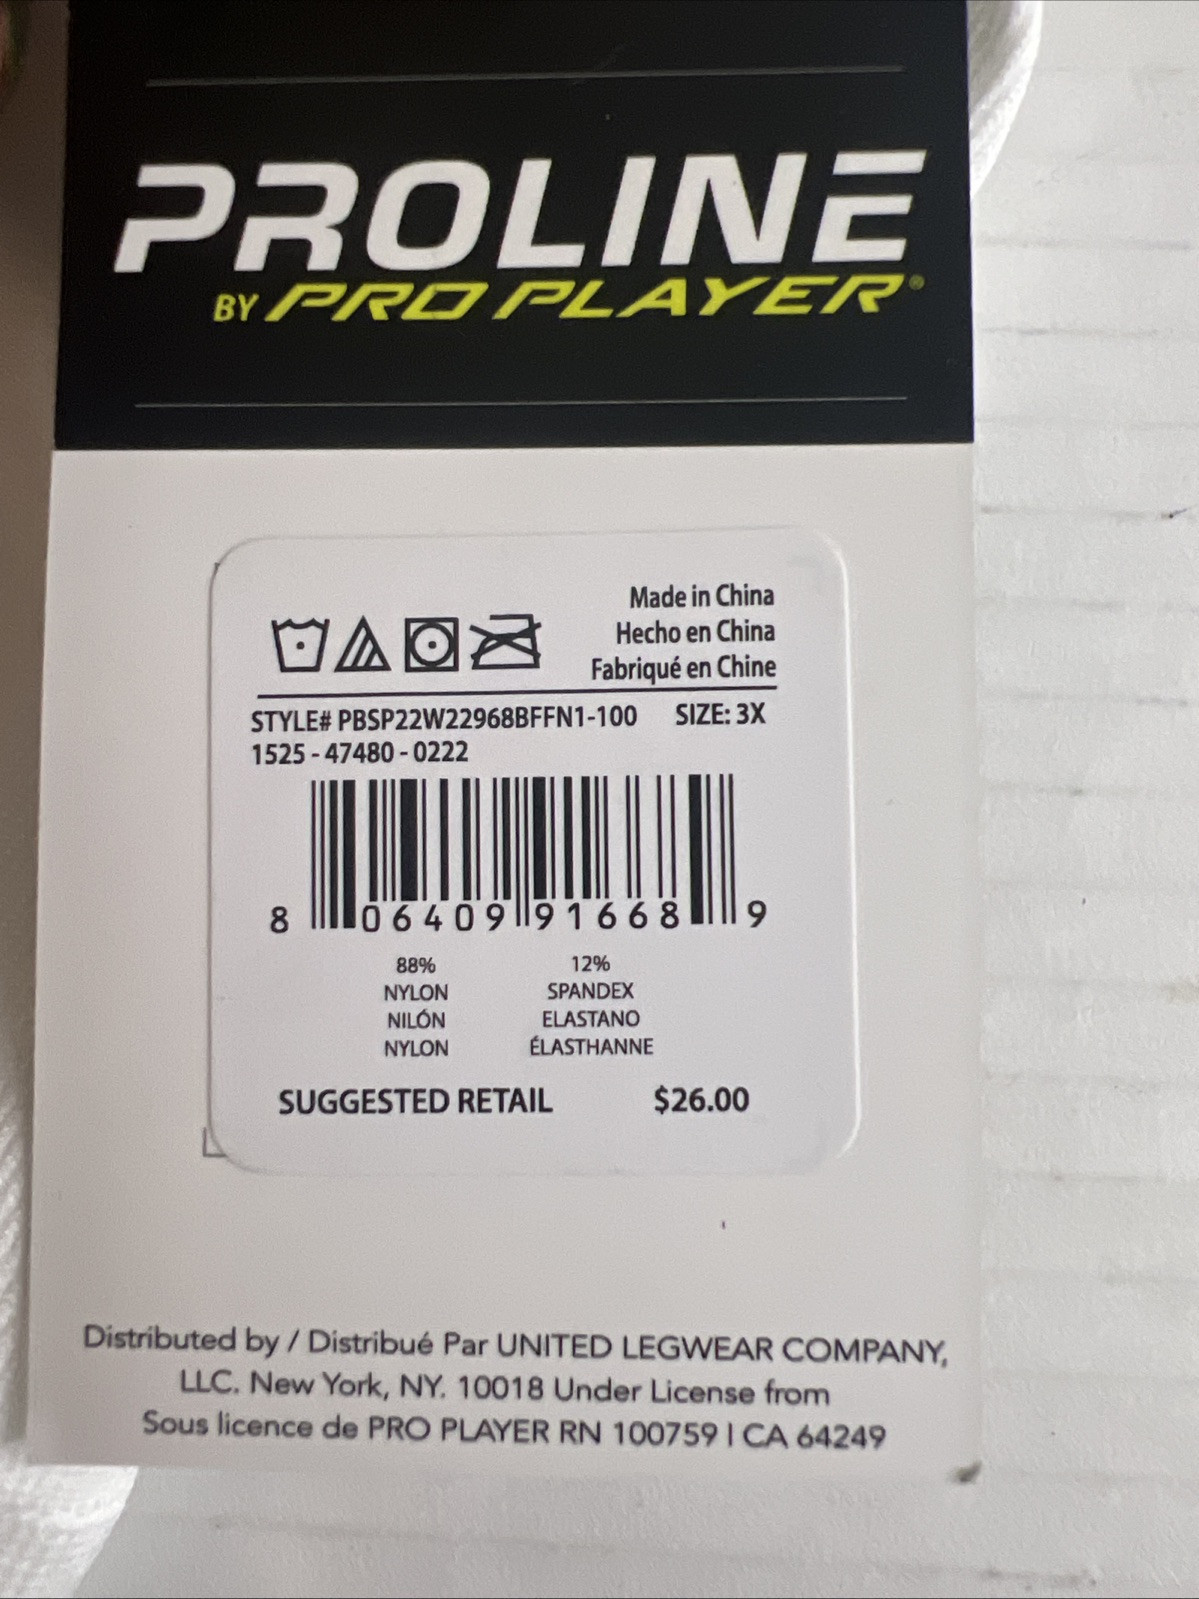 PROLINE
BY PRO PLAYER®
Made in China
Hecho en China
Fabriqué en Chine
STYLE# PBSP22W22968BFFN1-100 SIZE: 3X
1525 - 47480 - 0222
8 06409 91668 9
88% 12%
NYLON SPANDEX
NILÓN ELASTANO
NYLON ÉLASTHANNE
SUGGESTED RETAIL $26.00
Distributed by / Distribué Par UNITED LEGWEAR COMPANY,
LLC. New York, NY. 10018 Under License from
Sous licence de PRO PLAYER RN 100759 | CA 64249